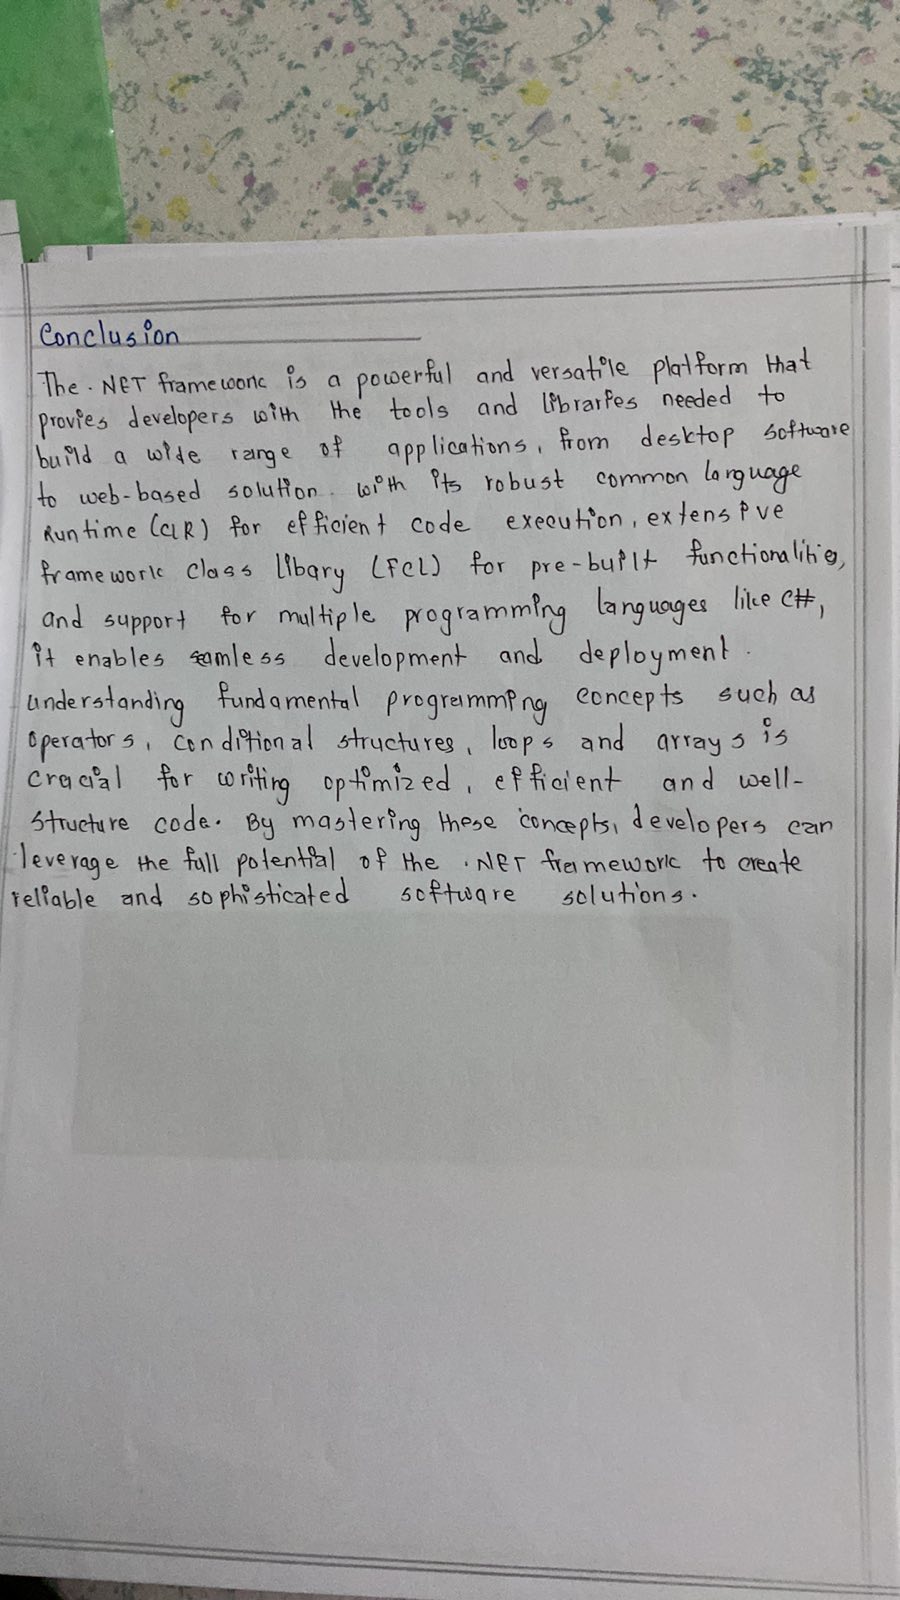 Conclusion
The .NET framework is a powerful and versatile platform that
provies developers with the tools and libraries needed to
build a wide range of applications, from desktop software
to web-based solution. with its robust common language
Runtime (CLR) for efficient code execution, extensive
framework class libary (FCL) for pre-built functionalities,
and support for multiple programming languages like C#,
it enables seamless development and deployment.
understanding fundamental programming concepts such as
operators, conditional structures, loops and arrays is
cracial for writing optimized, efficient and well-
structure code. By mastering these concepts, developers can
leverage the full potential of the .NET framework to create
reliable and sophisticated software solutions.